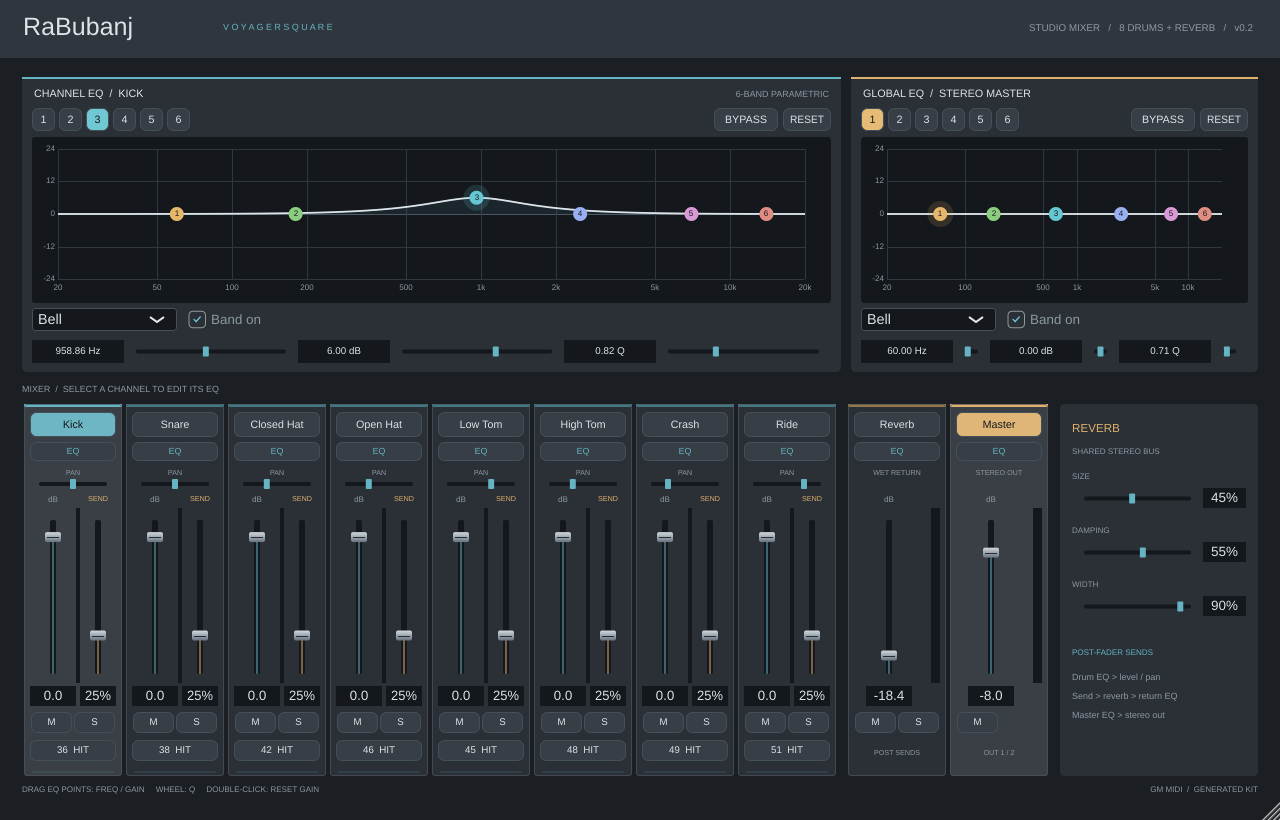 RaBubanj VOYAGERSQUARE STUDIO MIXER / 8 DRUMS + REVERB / v0.2
CHANNEL EQ / KICK 6-BAND PARAMETRIC
1 2 3 4 5 6 BYPASS RESET
24
12
0
-12
-24
1 2 3 4 5 6
20 50 100 200 500 1k 2k 5k 10k 20k
Bell Band on
958.86 Hz 6.00 dB 0.82 Q
GLOBAL EQ / STEREO MASTER
1 2 3 4 5 6 BYPASS RESET
24
12
0
-12
-24
1 2 3 4 5 6
20 100 500 1k 5k 10k
Bell Band on
60.00 Hz 0.00 dB 0.71 Q
MIXER / SELECT A CHANNEL TO EDIT ITS EQ
Kick Snare Closed Hat Open Hat Low Tom High Tom Crash Ride Reverb Master
EQ EQ EQ EQ EQ EQ EQ EQ EQ EQ
PAN PAN PAN PAN PAN PAN PAN PAN WET RETURN STEREO OUT
dB SEND dB SEND dB SEND dB SEND dB SEND dB SEND dB SEND dB SEND dB dB
0.0 25% 0.0 25% 0.0 25% 0.0 25% 0.0 25% 0.0 25% 0.0 25% 0.0 25% -18.4 -8.0
M S M S M S M S M S M S M S M S M S M
36 HIT 38 HIT 42 HIT 46 HIT 45 HIT 48 HIT 49 HIT 51 HIT POST SENDS OUT 1 / 2
REVERB
SHARED STEREO BUS
SIZE
45%
DAMPING
55%
WIDTH
90%
POST-FADER SENDS
Drum EQ > level / pan
Send > reverb > return EQ
Master EQ > stereo out
DRAG EQ POINTS: FREQ / GAIN WHEEL: Q DOUBLE-CLICK: RESET GAIN GM MIDI / GENERATED KIT